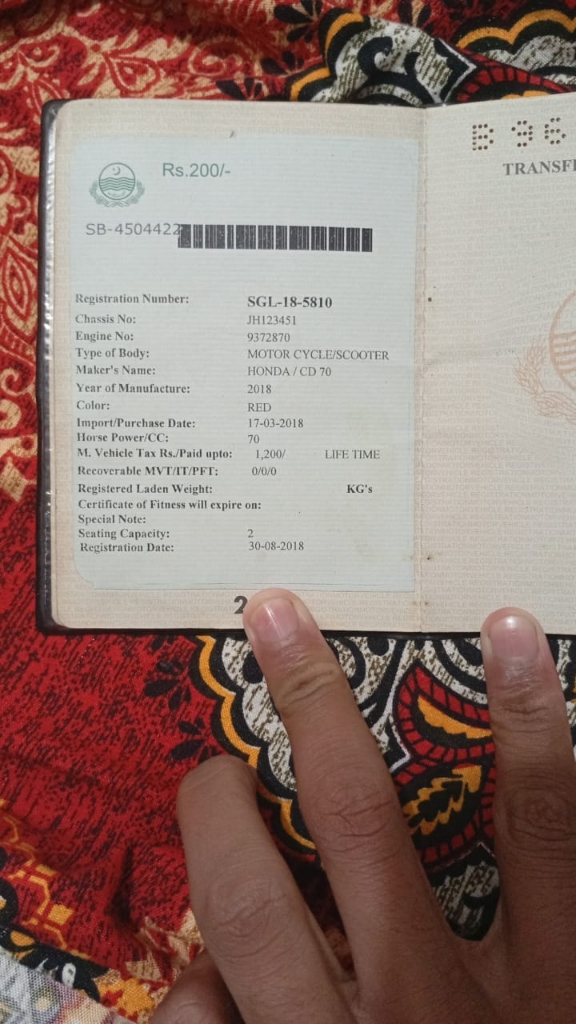 Rs.200/-
SB-4504422
Registration Number: SGL-18-5810
Chassis No: JH123451
Engine No: 9372870
Type of Body: MOTOR CYCLE/SCOOTER
Maker's Name: HONDA / CD 70
Year of Manufacture: 2018
Color: RED
Import/Purchase Date: 17-03-2018
Horse Power/CC: 70
M. Vehicle Tax Rs./Paid upto: 1,200/ LIFE TIME
Recoverable MVT/IT/PFT: 0/0/0
Registered Laden Weight: KG's
Certificate of Fitness will expire on:
Special Note:
Seating Capacity: 2
Registration Date: 30-08-2018
2
B 96
TRANSF